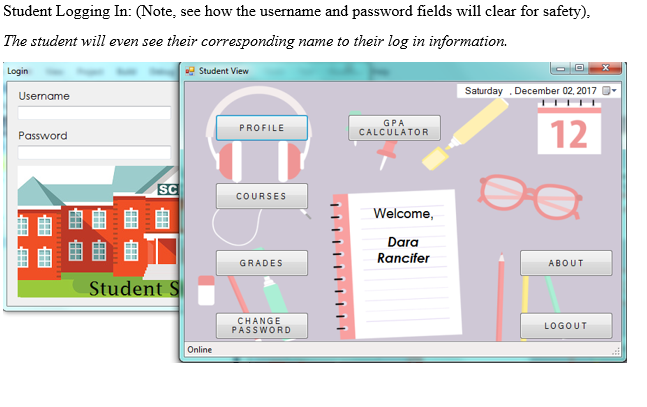 Student Logging In: (Note, see how the username and password fields will clear for safety),
The student will even see their corresponding name to their log in information.
Login
Student View
Username
Password
SC
Student S
Saturday , December 02, 2017
PROFILE
GPA
CALCULATOR
12
COURSES
Welcome,
Dara
Rancifer
GRADES
ABOUT
CHANGE
PASSWORD
LOGOUT
Online